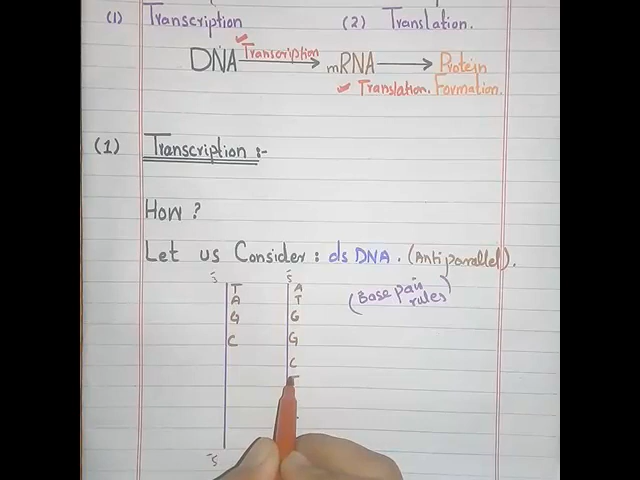 (1) Transcription (2) Translation.
DNA Transcription mRNA Protein
Translation. Formation.
(1) Transcription :-
How ?
Let us Consider : ds DNA . (Antiparallel).
3' 5'
T A (Base pair
A T rules)
G G
C G
C
T
5'